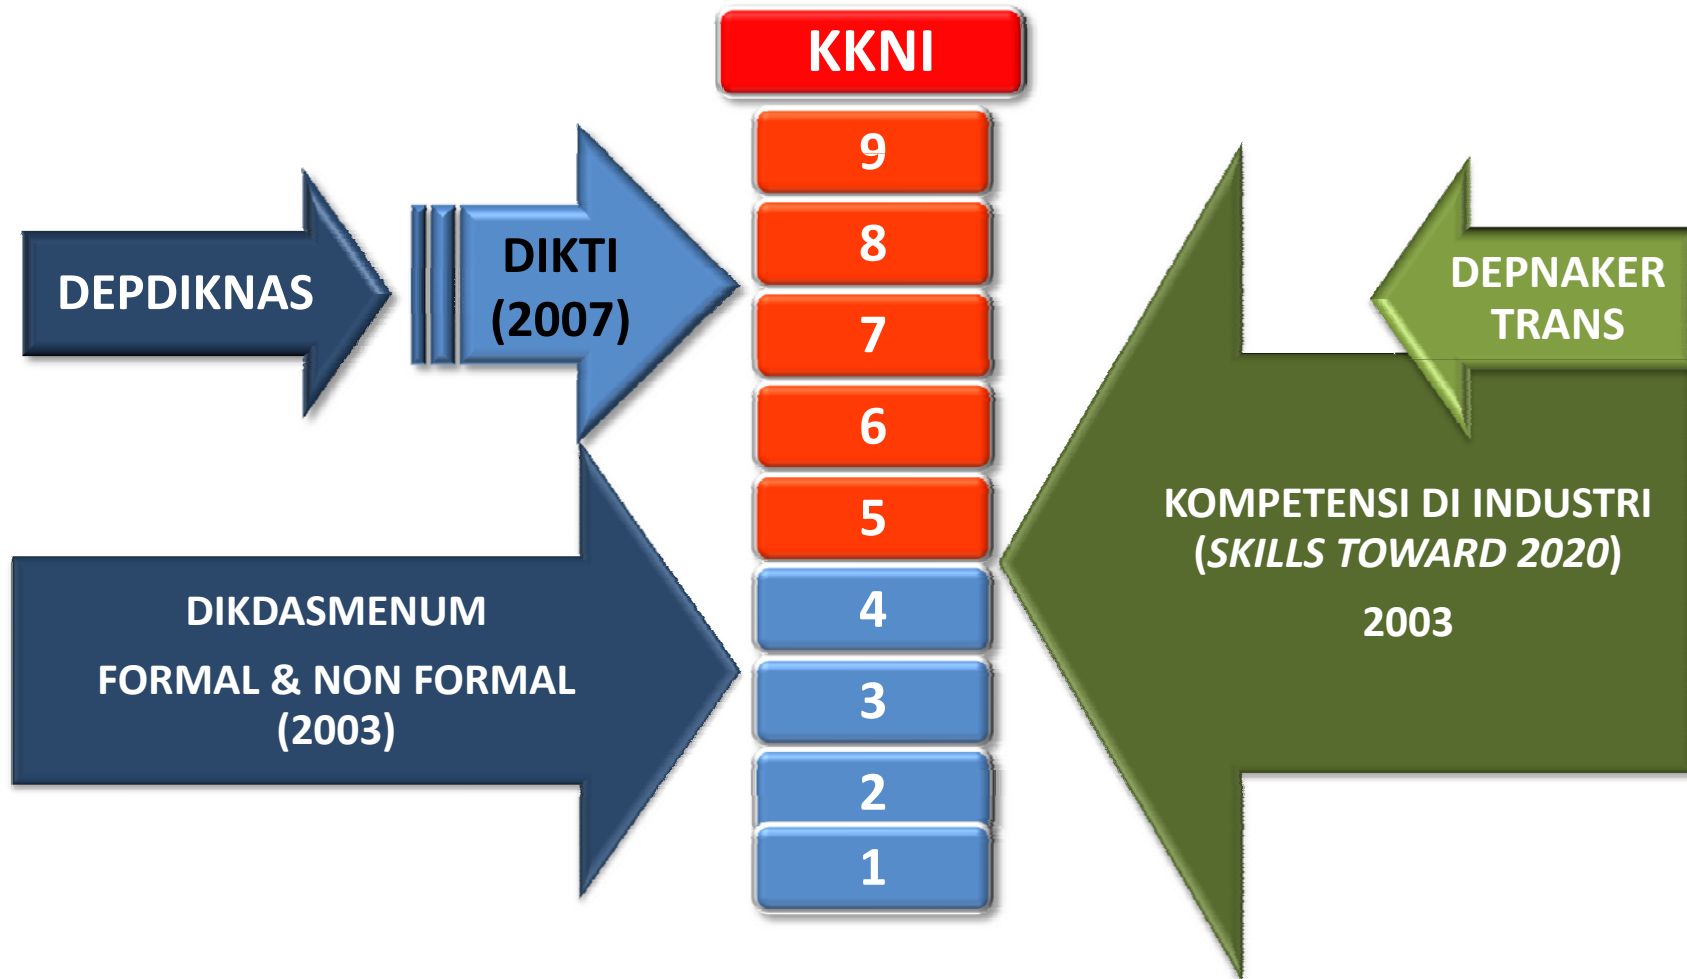 KKNI
9
8
7
6
5
4
3
2
1
DEPDIKNAS
DIKTI
(2007)
DIKDASMENUM
FORMAL & NON FORMAL
(2003)
DEPNAKER
TRANS
KOMPETENSI DI INDUSTRI
(SKILLS TOWARD 2020)
2003